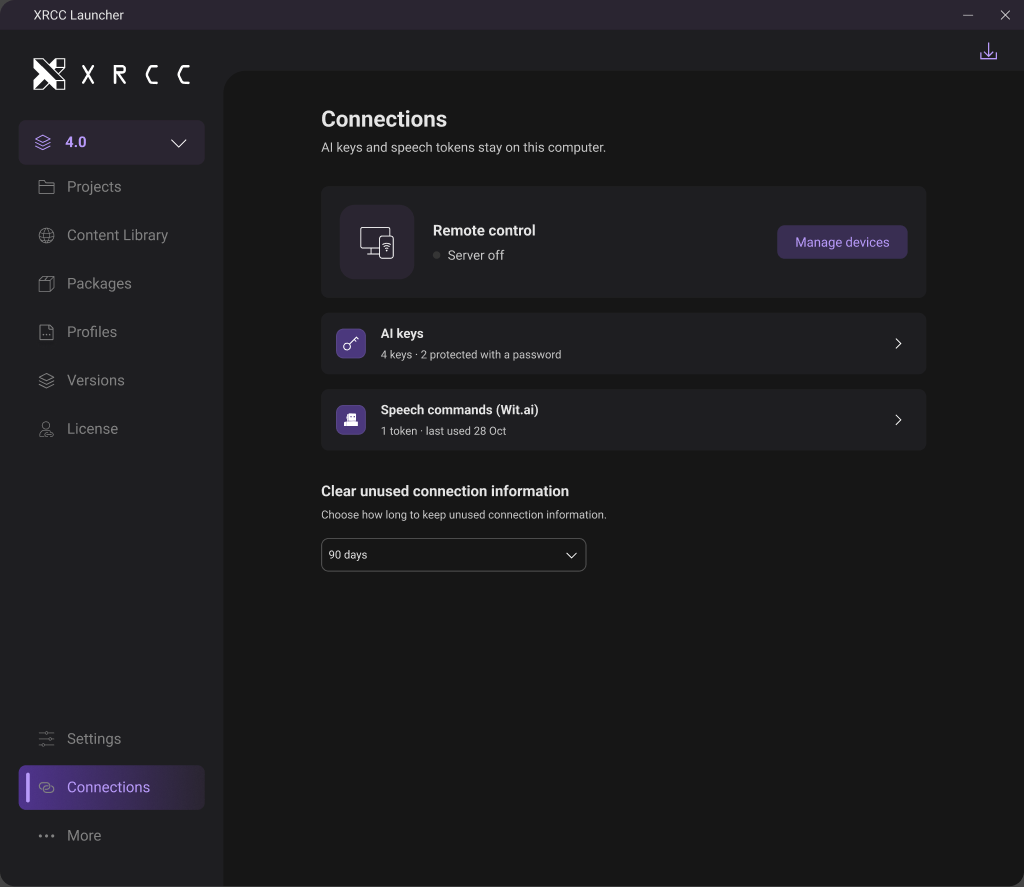 XRCC Launcher
X R C C
4.0
Projects
Content Library
Packages
Profiles
Versions
License
Settings
Connections
More
Connections
AI keys and speech tokens stay on this computer.
Remote control
Server off
Manage devices
AI keys
4 keys · 2 protected with a password
Speech commands (Wit.ai)
1 token · last used 28 Oct
Clear unused connection information
Choose how long to keep unused connection information.
90 days